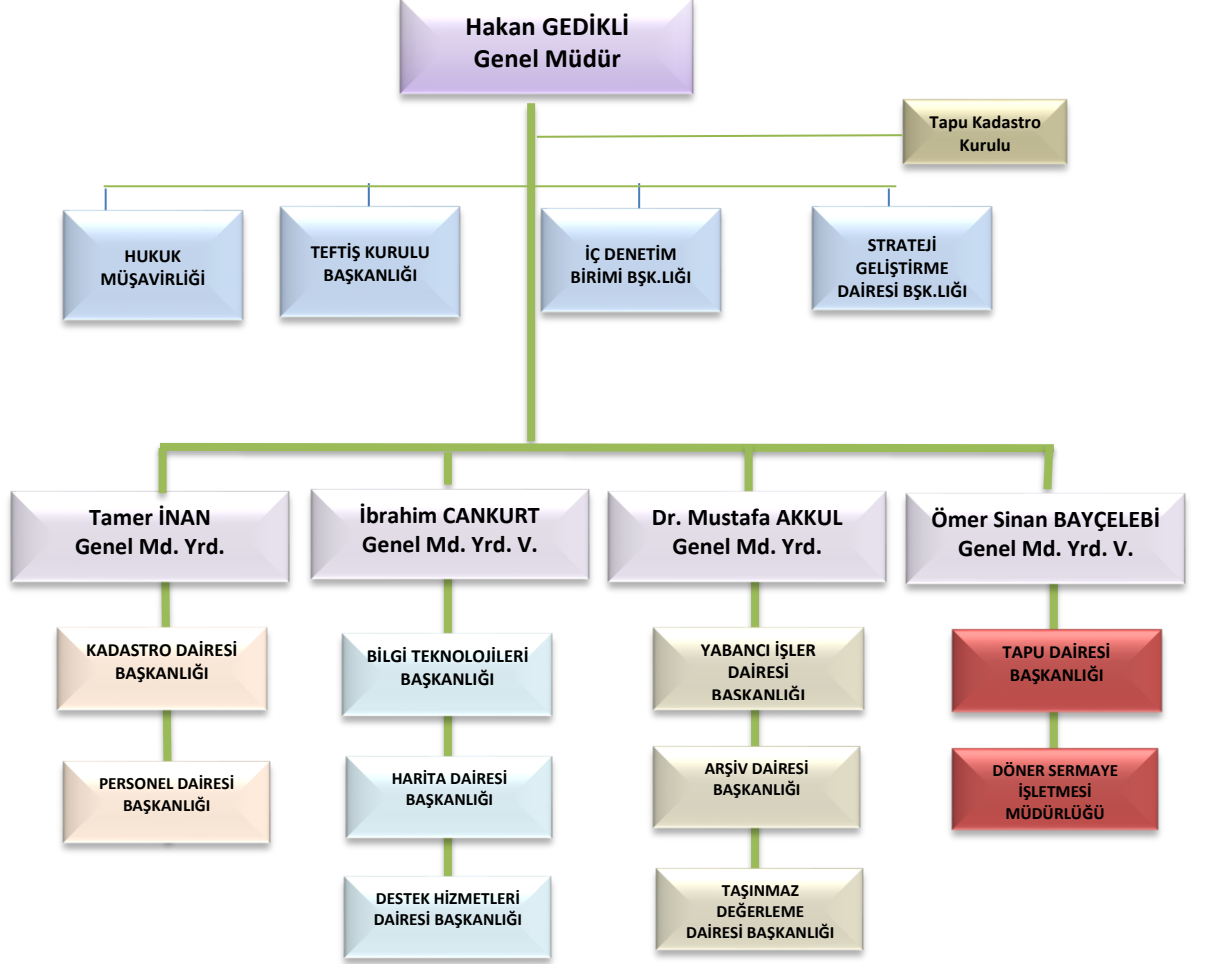 Hakan GEDİKLİ
Genel Müdür
Tapu Kadastro
Kurulu
HUKUK
MÜŞAVİRLİĞİ
TEFTİŞ KURULU
BAŞKANLIĞI
İÇ DENETİM
BİRİMİ BŞK.LIĞI
STRATEJİ
GELİŞTİRME
DAİRESİ BŞK.LIĞI
Tamer İNAN
Genel Md. Yrd.
İbrahim CANKURT
Genel Md. Yrd. V.
Dr. Mustafa AKKUL
Genel Md. Yrd.
Ömer Sinan BAYÇELEBİ
Genel Md. Yrd. V.
KADASTRO DAİRESİ
BAŞKANLIĞI
BİLGİ TEKNOLOJİLERİ
BAŞKANLIĞI
YABANCI İŞLER
DAİRESİ
BAŞKANLIĞI
TAPU DAİRESİ
BAŞKANLIĞI
PERSONEL DAİRESİ
BAŞKANLIĞI
HARİTA DAİRESİ
BAŞKANLIĞI
ARŞİV DAİRESİ
BAŞKANLIĞI
DÖNER SERMAYE
İŞLETMESİ
MÜDÜRLÜĞÜ
DESTEK HİZMETLERİ
DAİRESİ BAŞKANLIĞI
TAŞINMAZ
DEĞERLEME
DAİRESİ BAŞKANLIĞI